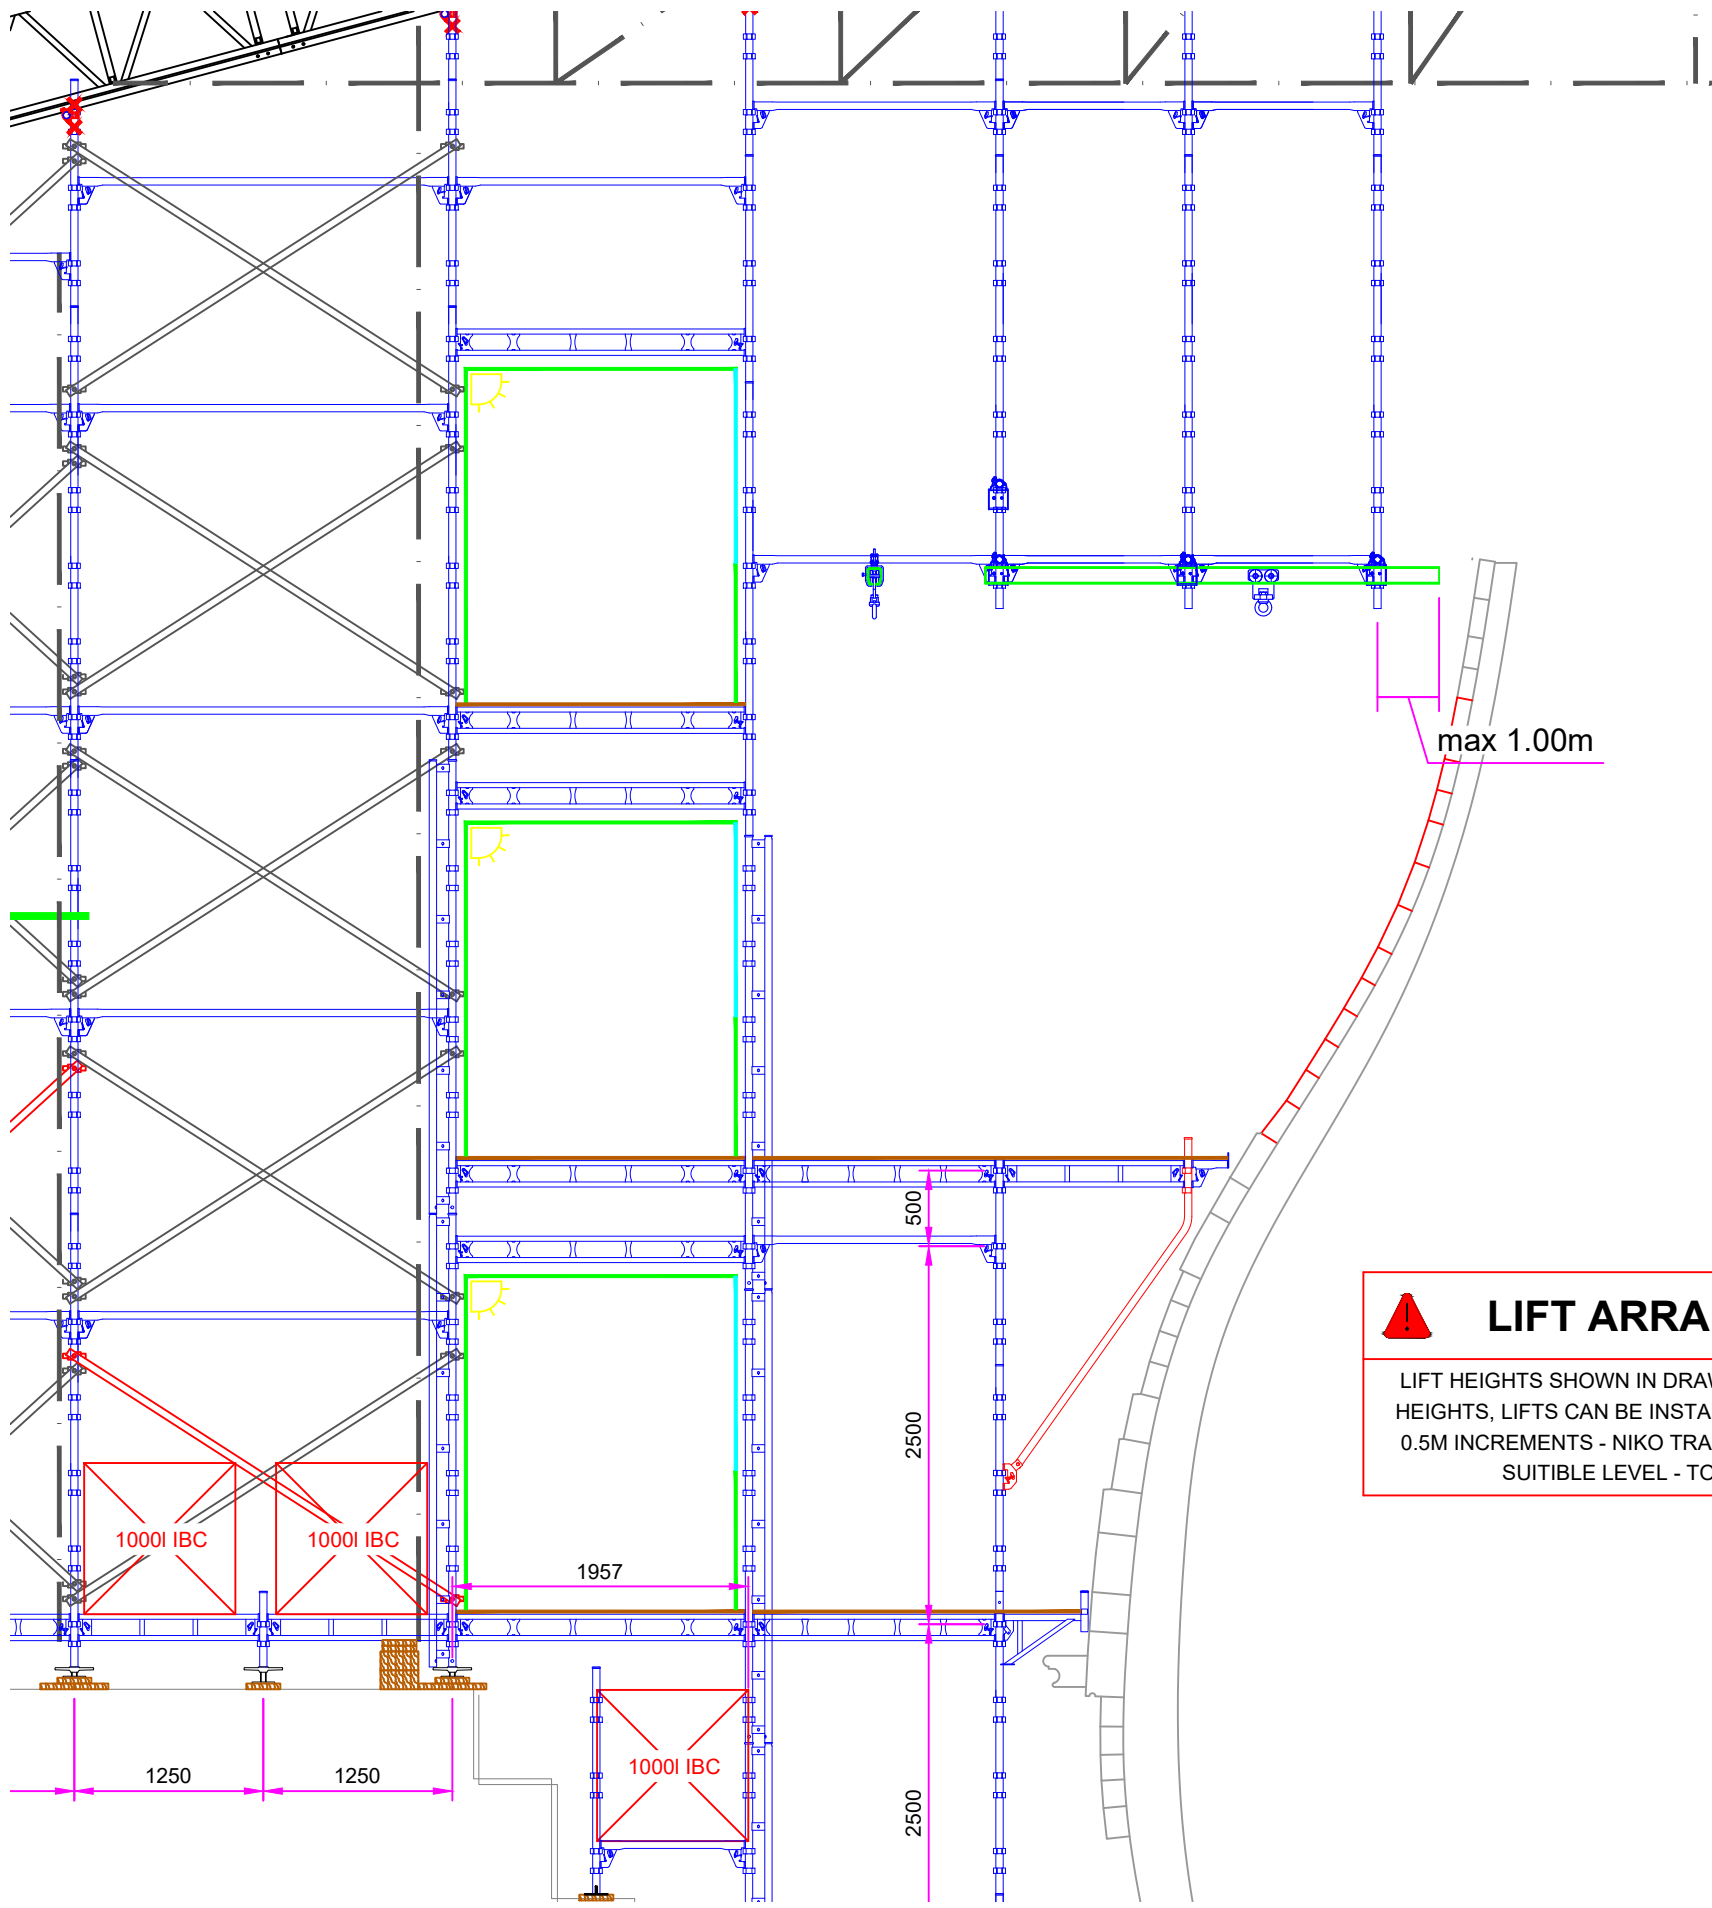 max 1.00m
500
LIFT ARRA
LIFT HEIGHTS SHOWN IN DRAW
HEIGHTS, LIFTS CAN BE INSTA
0.5M INCREMENTS - NIKO TRA
SUITIBLE LEVEL - TO
2500
1000l IBC
1000l IBC
1957
1000l IBC
1250
1250
2500